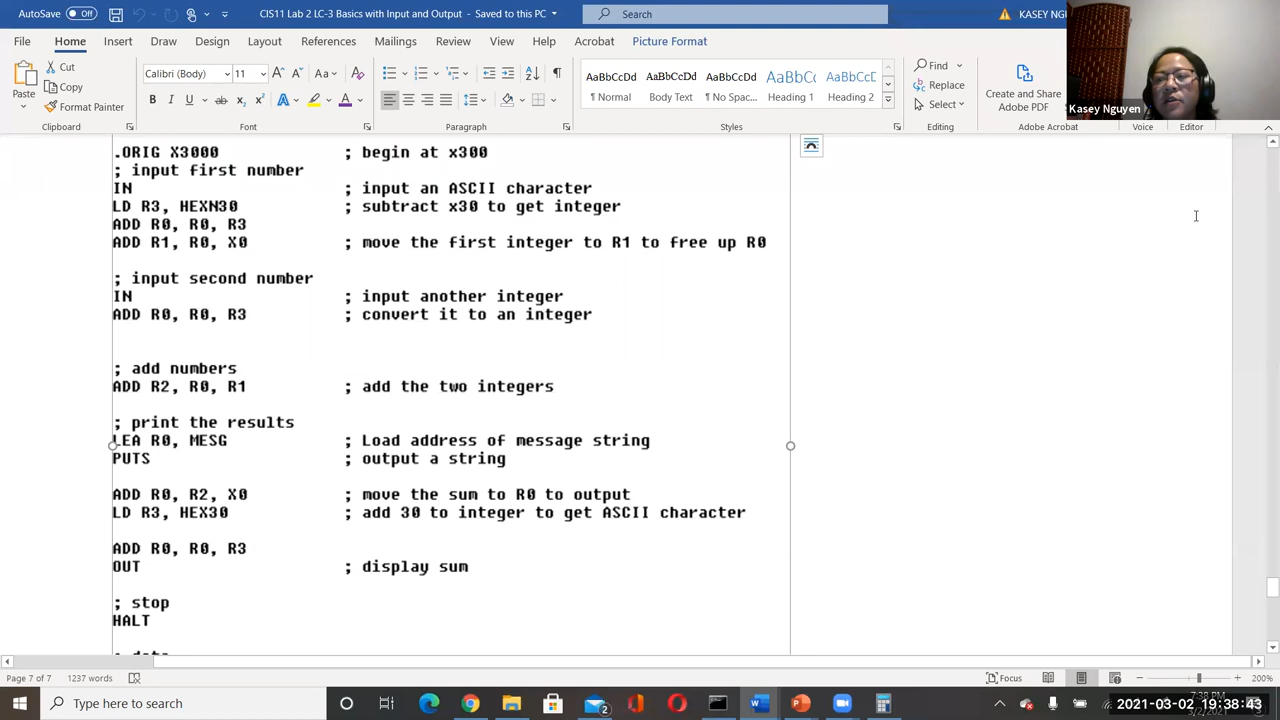 AutoSave Off
CIS11 Lab 2 LC-3 Basics with Input and Output - Saved to this PC
Search
KASEY NG
File Home Insert Draw Design Layout References Mailings Review View Help Acrobat Picture Format
Paste
Cut
Copy
Format Painter
Clipboard
Calibri (Body) 11
Font
Paragraph
AaBbCcDd AaBbCcDd AaBbCcDd AaBbC AaBbCcE
¶ Normal Body Text ¶ No Spac... Heading 1 Heading 2
Styles
Find
Replace
Select
Editing
Create and Share
Adobe PDF
Adobe Acrobat
Voice
Editor
Kasey Nguyen
.ORIG X3000 ; begin at x300
; input first number
IN ; input an ASCII character
LD R3, HEXN30 ; subtract x30 to get integer
ADD R0, R0, R3
ADD R1, R0, X0 ; move the first integer to R1 to free up R0
; input second number
IN ; input another integer
ADD R0, R0, R3 ; convert it to an integer
; add numbers
ADD R2, R0, R1 ; add the two integers
; print the results
LEA R0, MESG ; Load address of message string
PUTS ; output a string
ADD R0, R2, X0 ; move the sum to R0 to output
LD R3, HEX30 ; add 30 to integer to get ASCII character
ADD R0, R0, R3
OUT ; display sum
; stop
HALT
; data
Page 7 of 7 1237 words
Focus
200%
Type here to search
2
7:38 PM
2021-03-02 19:38:43